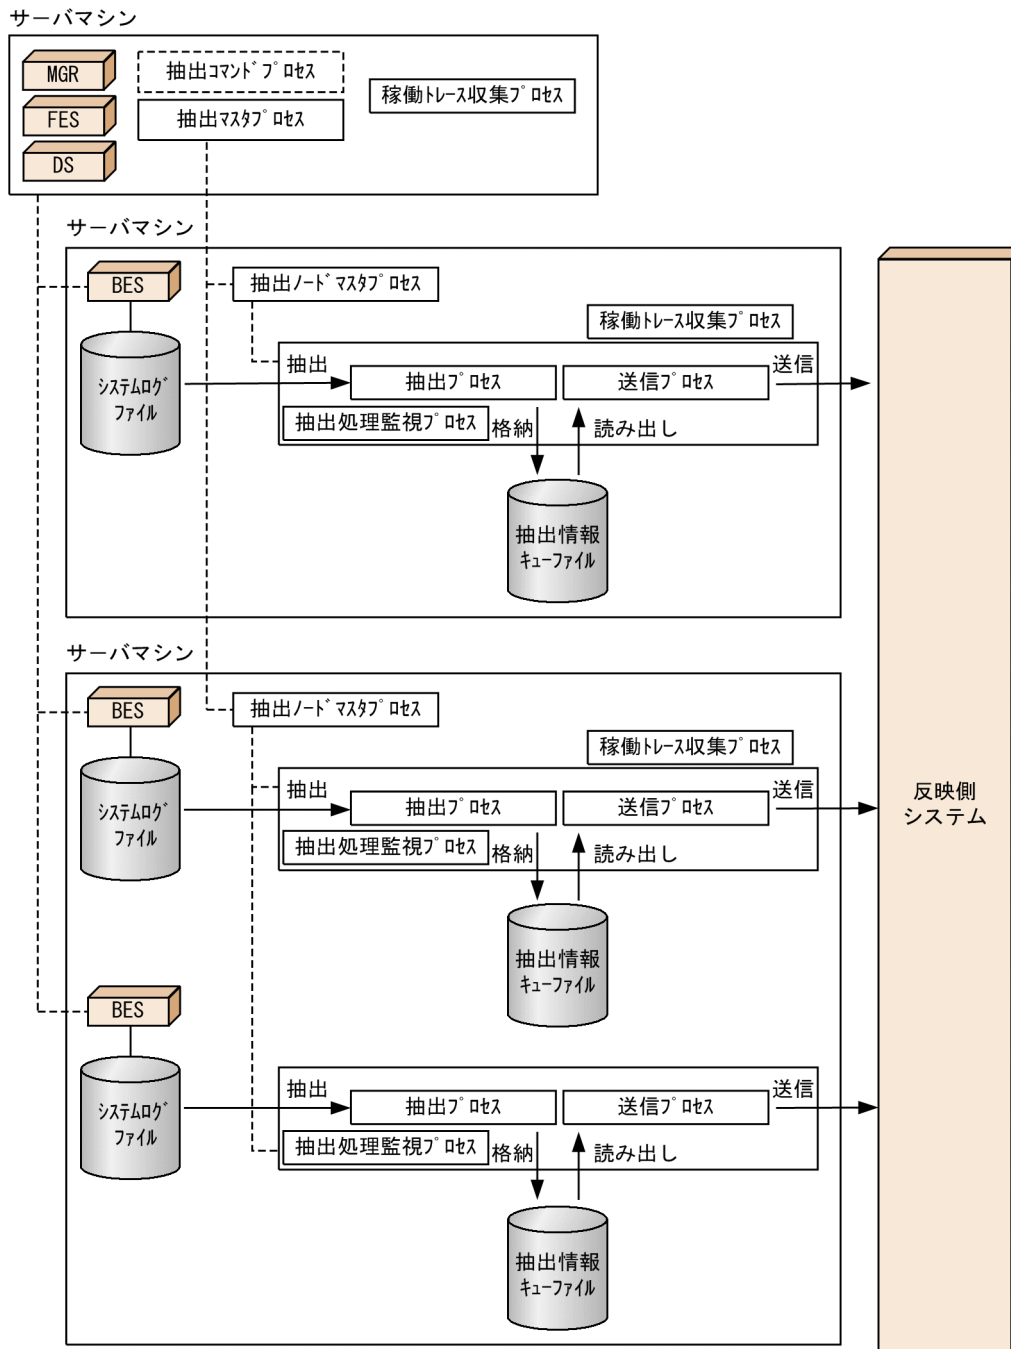 サーバマシン
MGR
抽出コマンドプロセス
稼働トレース収集プロセス
FES
抽出マスタプロセス
DS
サーバマシン
BES
抽出ノードマスタプロセス
稼働トレース収集プロセス
抽出
送信
システムログ
ファイル
抽出プロセス
送信プロセス
抽出処理監視プロセス
格納
読み出し
抽出情報
キューファイル
サーバマシン
BES
抽出ノードマスタプロセス
稼働トレース収集プロセス
抽出
送信
システムログ
ファイル
抽出プロセス
送信プロセス
抽出処理監視プロセス
格納
読み出し
抽出情報
キューファイル
BES
抽出
送信
システムログ
ファイル
抽出プロセス
送信プロセス
抽出処理監視プロセス
格納
読み出し
抽出情報
キューファイル
反映側
システム